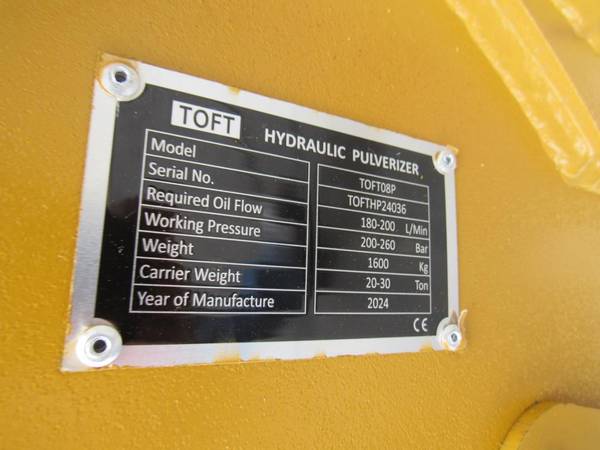 TOFT HYDRAULIC PULVERIZER
Model TOFT08P
Serial No. TOFTHP24036
Required Oil Flow 180-200 L/Min
Working Pressure 200-260 Bar
Weight 1600 Kg
Carrier Weight 20-30 Ton
Year of Manufacture 2024
CE